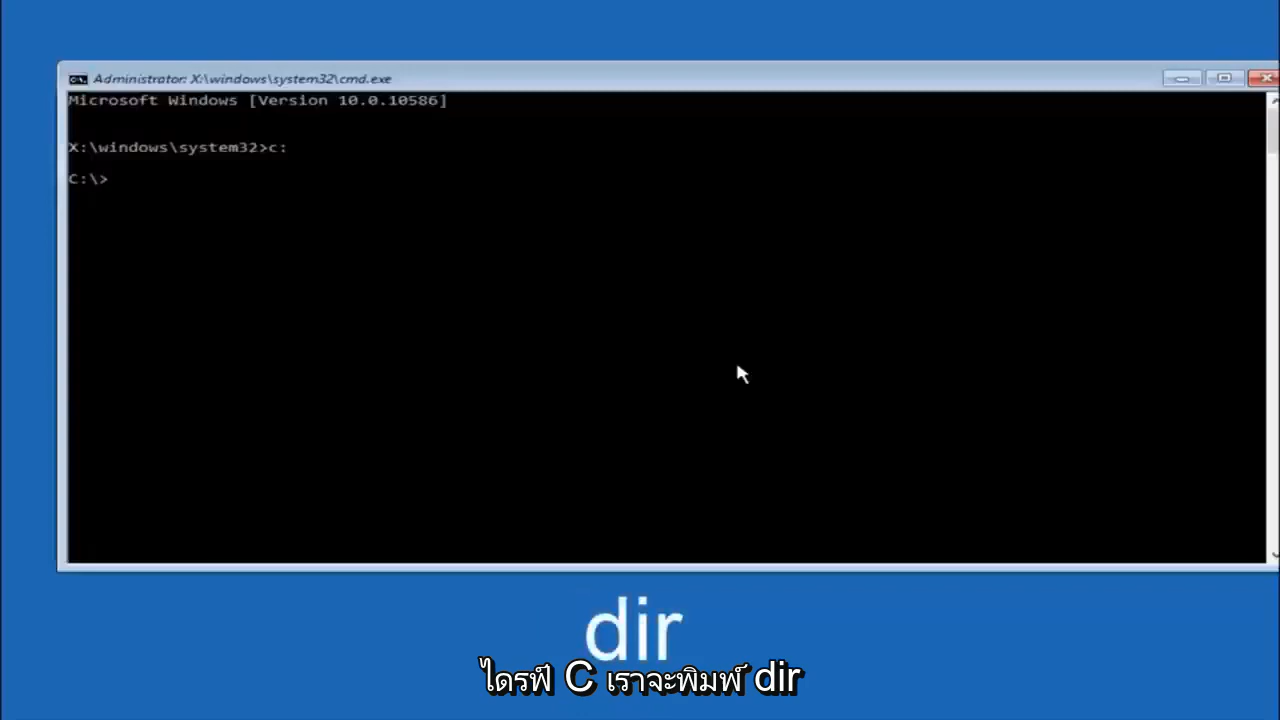 Administrator: X:\windows\system32\cmd.exe
Microsoft Windows [Version 10.0.10586]
X:\windows\system32>c:
C:\>
dir
ไดรฟ์ C เราจะพิมพ์ dir